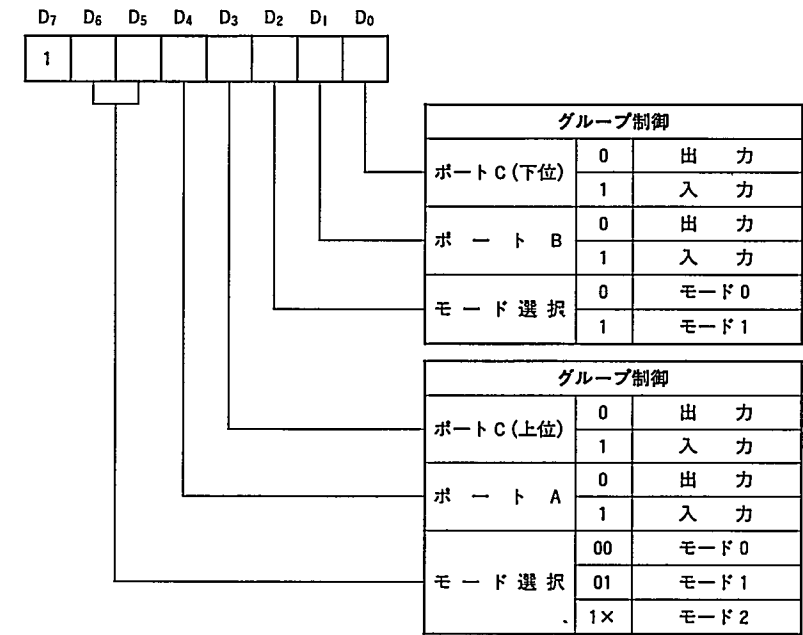 D₇ D₆ D₅ D₄ D₃ D₂ D₁ D₀
1
グループ制御
ポートC(下位) 0 出 力
1 入 力
ポートB 0 出 力
1 入 力
モード選択 0 モード0
1 モード1
グループ制御
ポートC(上位) 0 出 力
1 入 力
ポートA 0 出 力
1 入 力
モード選択 00 モード0
01 モード1
1× モード2